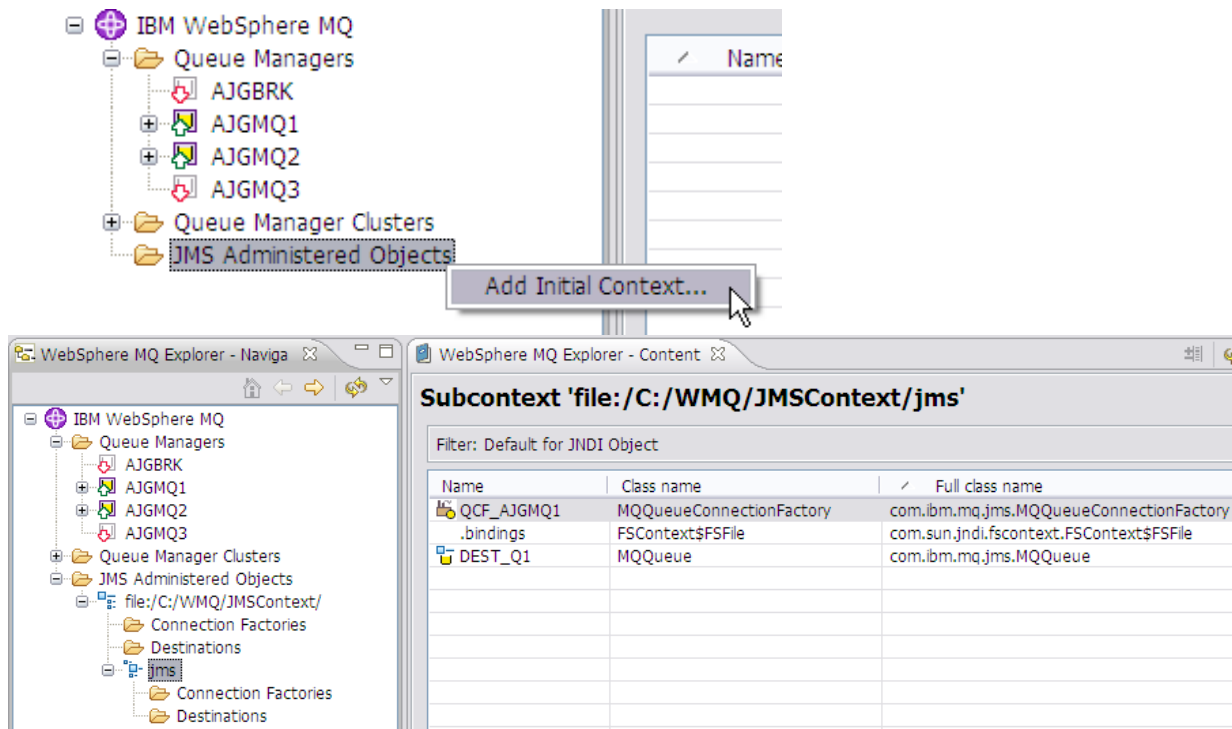 IBM WebSphere MQ
Queue Managers
AJGBRK
AJGMQ1
AJGMQ2
AJGMQ3
Queue Manager Clusters
JMS Administered Objects
Add Initial Context...
Name
WebSphere MQ Explorer - Naviga
IBM WebSphere MQ
Queue Managers
AJGBRK
AJGMQ1
AJGMQ2
AJGMQ3
Queue Manager Clusters
JMS Administered Objects
file:/C:/WMQ/JMSContext/
Connection Factories
Destinations
jms
Connection Factories
Destinations
WebSphere MQ Explorer - Content
Subcontext 'file:/C:/WMQ/JMSContext/jms'
Filter: Default for JNDI Object
Name Class name Full class name
QCF_AJGMQ1 MQQueueConnectionFactory com.ibm.mq.jms.MQQueueConnectionFactory
.bindings FSContext$FSFile com.sun.jndi.fscontext.FSContext$FSFile
DEST_Q1 MQQueue com.ibm.mq.jms.MQQueue